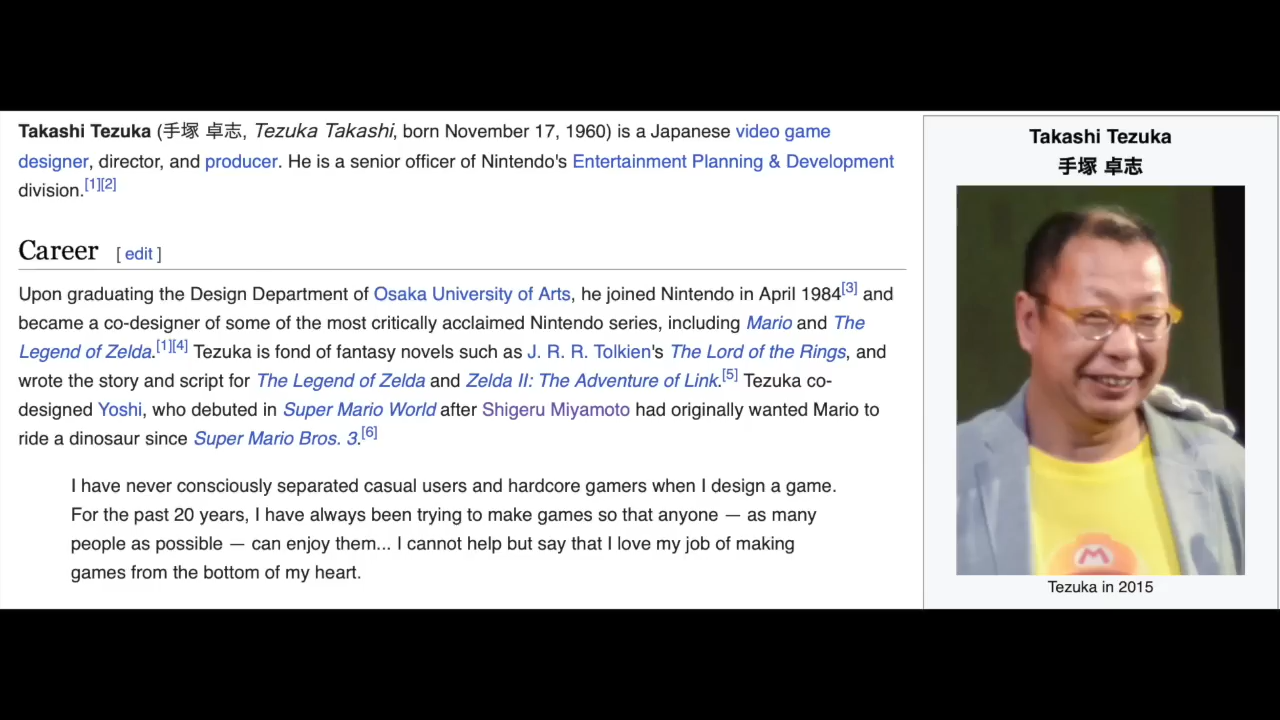 Takashi Tezuka (手塚 卓志, Tezuka Takashi, born November 17, 1960) is a Japanese video game
designer, director, and producer. He is a senior officer of Nintendo's Entertainment Planning & Development
division.[1][2]
Career [ edit ]
Upon graduating the Design Department of Osaka University of Arts, he joined Nintendo in April 1984[3] and
became a co-designer of some of the most critically acclaimed Nintendo series, including Mario and The
Legend of Zelda.[1][4] Tezuka is fond of fantasy novels such as J. R. R. Tolkien's The Lord of the Rings, and
wrote the story and script for The Legend of Zelda and Zelda II: The Adventure of Link.[5] Tezuka co-
designed Yoshi, who debuted in Super Mario World after Shigeru Miyamoto had originally wanted Mario to
ride a dinosaur since Super Mario Bros. 3.[6]
I have never consciously separated casual users and hardcore gamers when I design a game.
For the past 20 years, I have always been trying to make games so that anyone — as many
people as possible — can enjoy them... I cannot help but say that I love my job of making
games from the bottom of my heart.
Takashi Tezuka
手塚 卓志
M
Tezuka in 2015